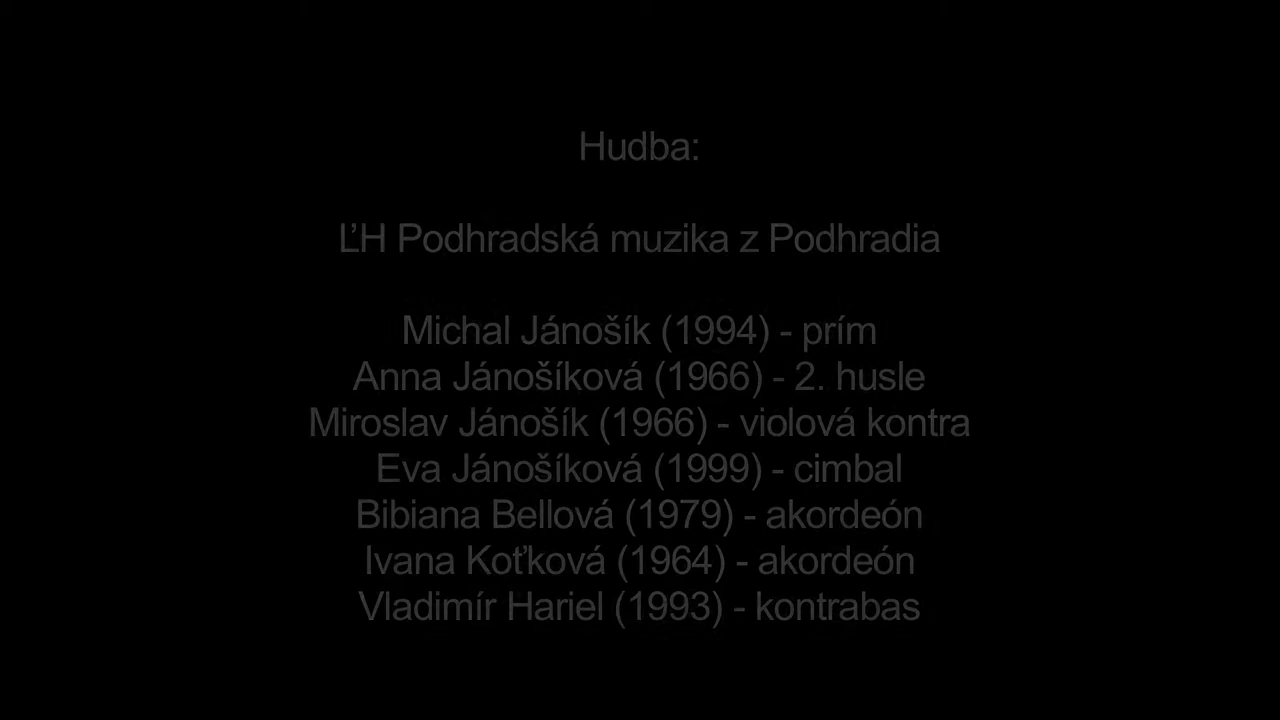 Hudba:
ĽH Podhradská muzika z Podhradia
Michal Jánošík (1994) - prím
Anna Jánošíková (1966) - 2. husle
Miroslav Jánošík (1966) - violová kontra
Eva Jánošíková (1999) - cimbal
Bibiana Bellová (1979) - akordeón
Ivana Koťková (1964) - akordeón
Vladimír Hariel (1993) - kontrabas